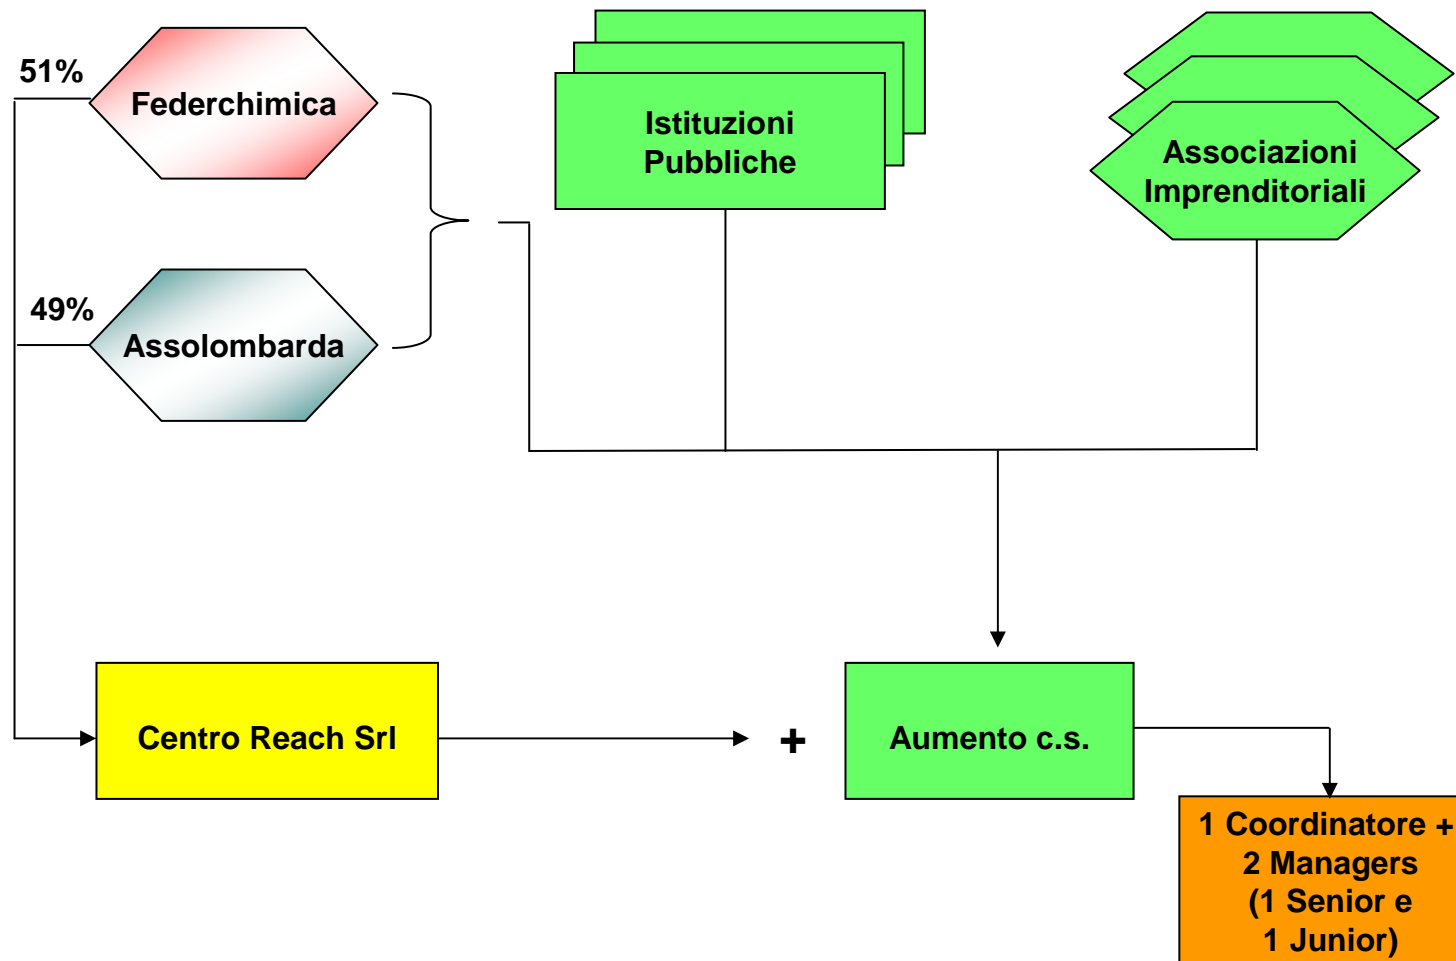 51%
Federchimica
Istituzioni
Pubbliche
Associazioni
Imprenditoriali
49%
Assolombarda
Centro Reach Srl
+
Aumento c.s.
1 Coordinatore +
2 Managers
(1 Senior e
1 Junior)